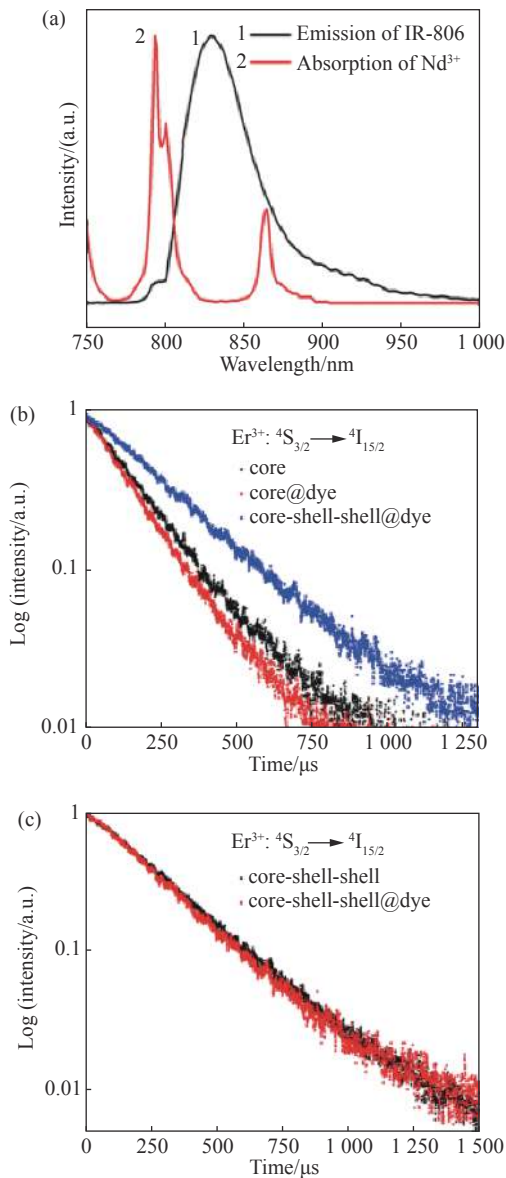 (a)
1 Emission of IR-806
2 Absorption of Nd³⁺
2 1
Intensity/(a.u.)
750 800 850 900 950 1 000
Wavelength/nm
(b)
1
Er³⁺: ⁴S₃/₂ → ⁴I₁₅/₂
core
core@dye
core-shell-shell@dye
0.1
Log (intensity/a.u.)
0.01
0 250 500 750 1 000 1 250
Time/μs
(c)
1
Er³⁺: ⁴S₃/₂ → ⁴I₁₅/₂
core-shell-shell
core-shell-shell@dye
0.1
Log (intensity/a.u.)
0.01
0 250 500 750 1 000 1 250 1 500
Time/μs